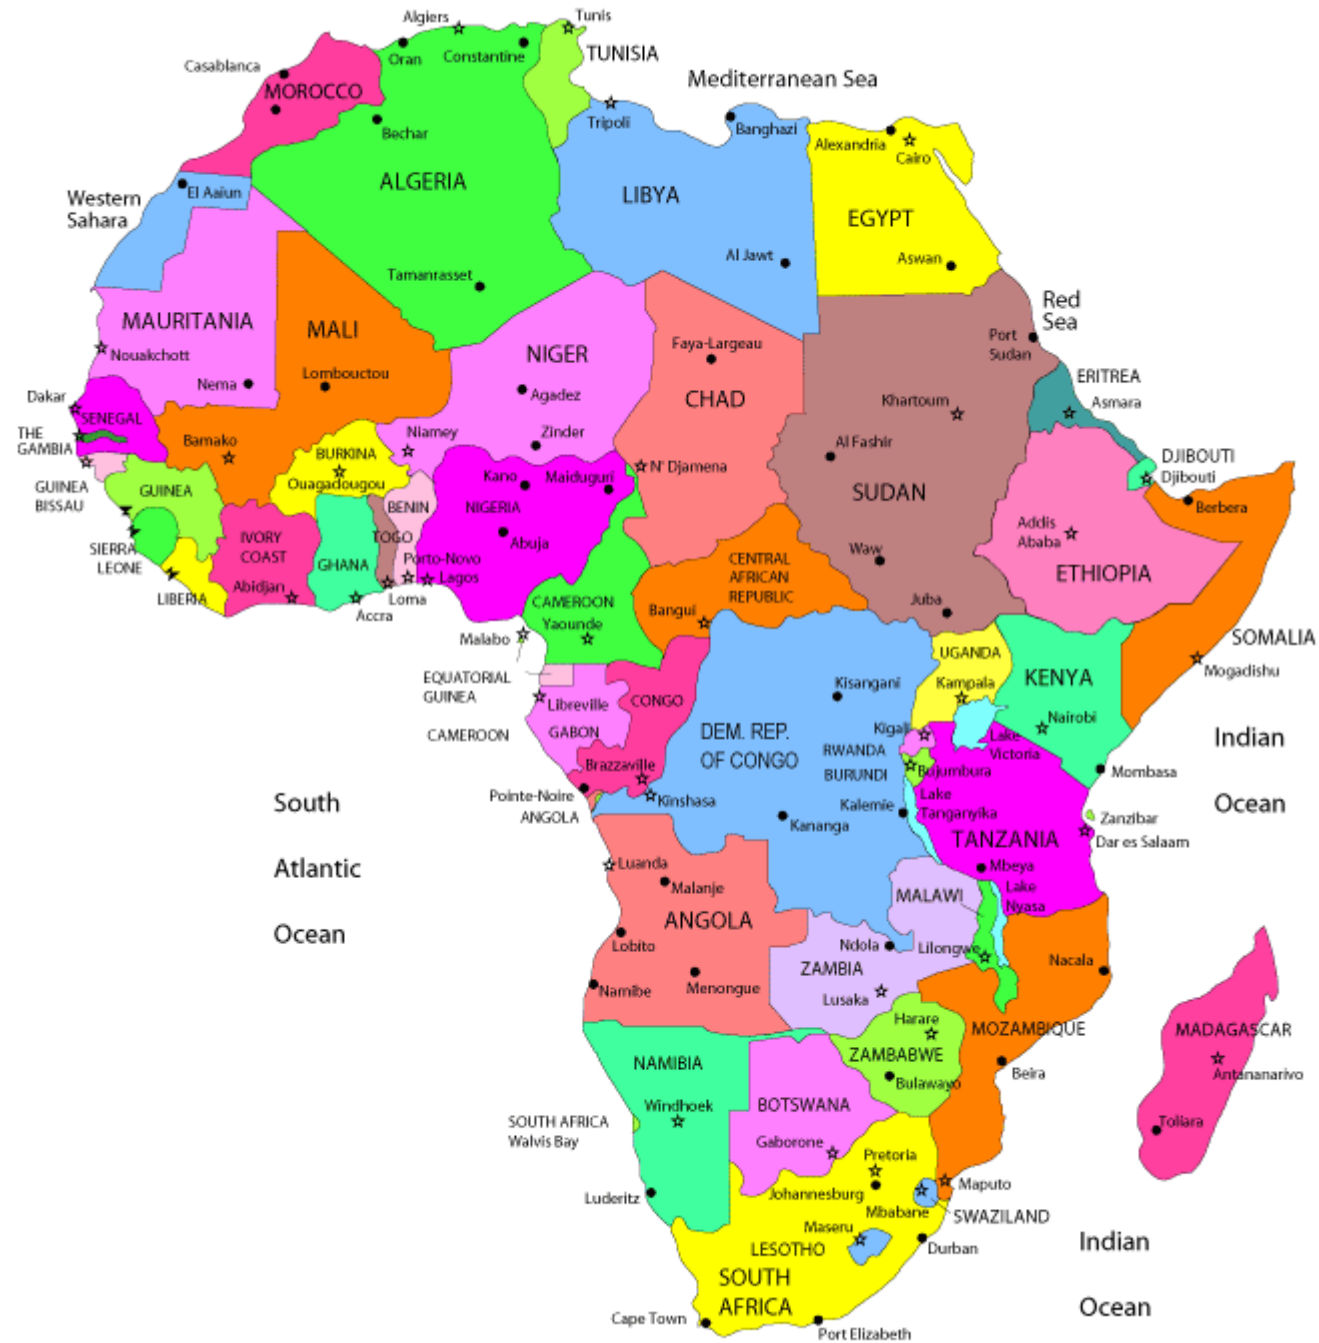 Algiers
Tunis
Oran
Constantine
TUNISIA
Casablanca
MOROCCO
Mediterranean Sea
Tripoli
Banghazi
Bechar
Alexandria
Cairo
ALGERIA
LIBYA
EGYPT
Western
Sahara
El Aaiun
Al Jawt
Aswan
Tamanrasset
Red
Sea
MAURITANIA
MALI
NIGER
Port
Sudan
Nouakchott
Faya-Largeau
Nema
Lombouctou
Agadez
CHAD
Khartoum
ERITREA
Asmara
Dakar
SENEGAL
THE
GAMBIA
Bamako
BURKINA
Ouagadougou
Niamey
Zinder
Al Fashir
N' Djamena
DJIBOUTI
Djibouti
GUINEA
BISSAU
GUINEA
Kano
Maiduguri
SUDAN
BENIN
NIGERIA
Berbera
IVORY
COAST
TOGO
Abuja
Addis
Ababa
SIERRA
LEONE
GHANA
Porto-Novo
Lagos
Waw
CENTRAL
AFRICAN
REPUBLIC
ETHIOPIA
LIBERIA
Abidjan
Accra
Loma
CAMEROON
Yaounde
Bangui
Juba
Malabo
SOMALIA
Mogadishu
UGANDA
Kampala
KENYA
EQUATORIAL
GUINEA
Libreville
CONGO
Kisangani
Nairobi
CAMEROON
GABON
DEM. REP.
OF CONGO
Kigali
RWANDA
BURUNDI
Lake
Victoria
Indian
Ocean
Brazzaville
Bujumbura
Mombasa
Pointe-Noire
Kinshasa
ANGOLA
Kananga
Kalemie
Lake
Tanganyika
Zanzibar
South
Atlantic
Ocean
TANZANIA
Dar es Salaam
Luanda
Malanje
Mbeya
MALAWI
Lake
Nyasa
ANGOLA
Lobito
Ndola
Lilongwe
Nacala
ZAMBIA
Menongue
Namibe
Lusaka
Harare
MOZAMBIQUE
MADAGASCAR
NAMIBIA
ZAMBABWE
Beira
Antananarivo
Bulawayo
Windhoek
BOTSWANA
SOUTH AFRICA
Walvis Bay
Toliara
Gaborone
Pretoria
Luderitz
Johannesburg
Maputo
Mbabane
SWAZILAND
Maseru
LESOTHO
Durban
Indian
Ocean
SOUTH
AFRICA
Cape Town
Port Elizabeth